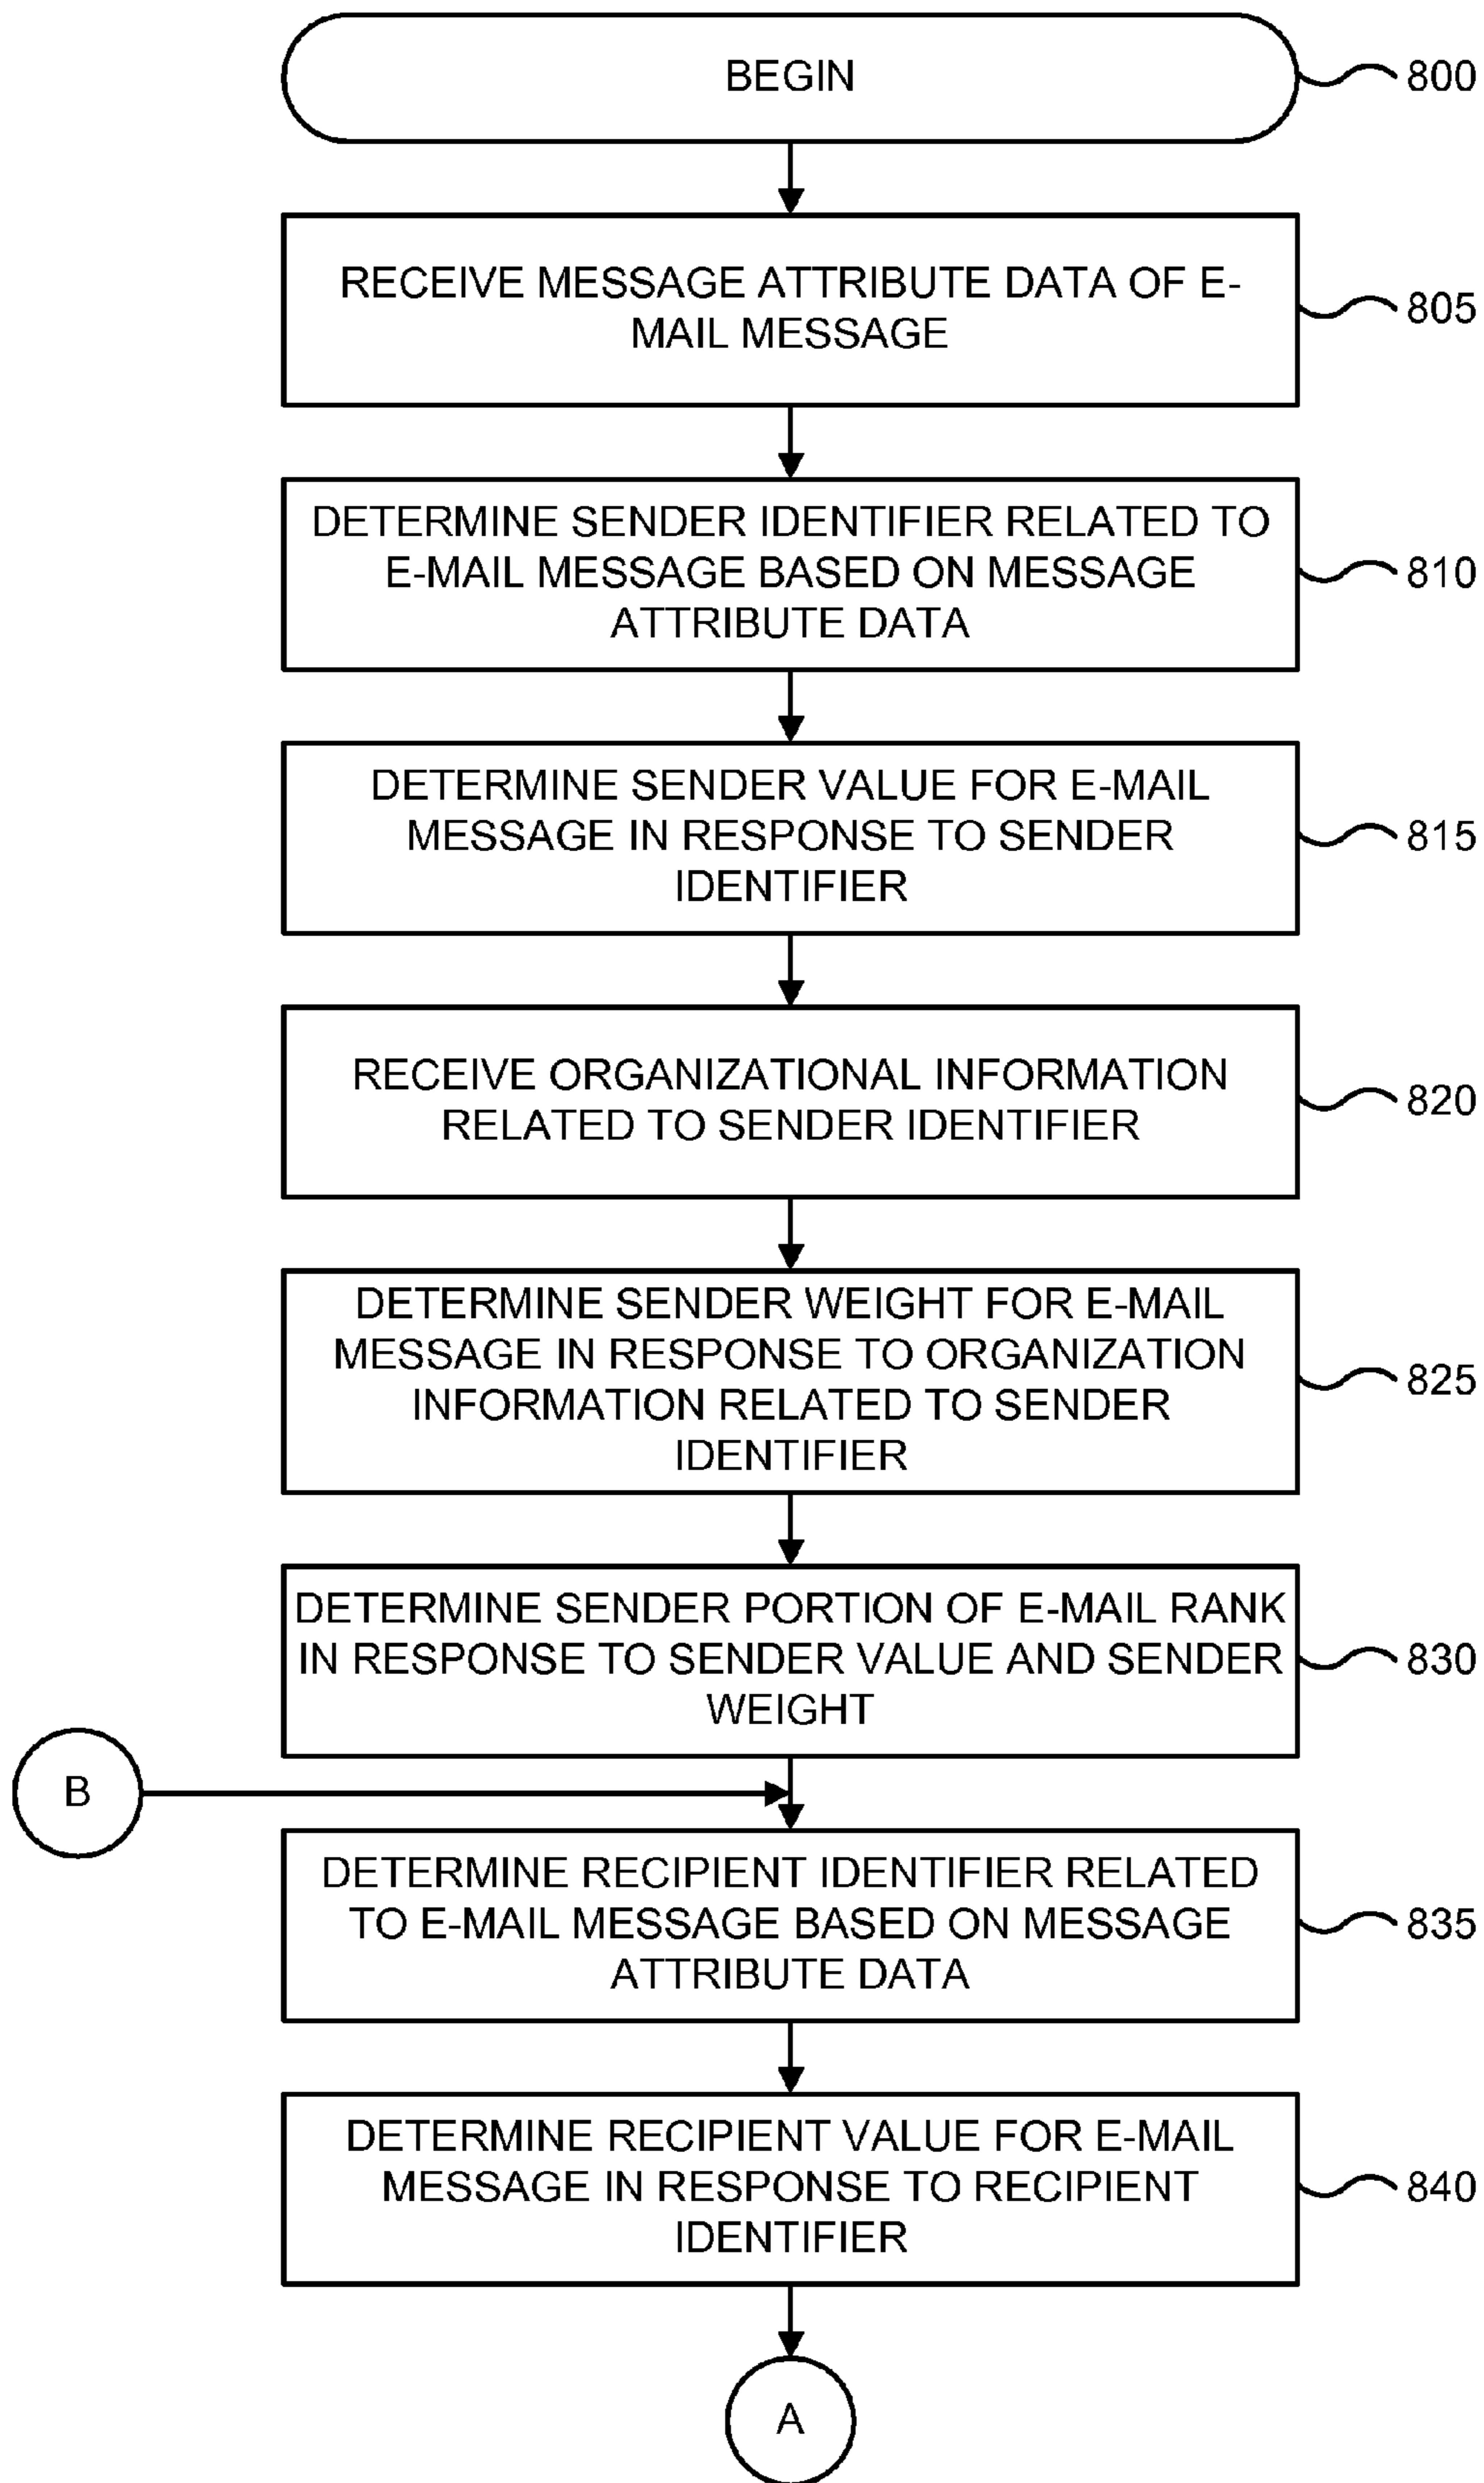 BEGIN
800
RECEIVE MESSAGE ATTRIBUTE DATA OF E-
MAIL MESSAGE
805
DETERMINE SENDER IDENTIFIER RELATED TO
E-MAIL MESSAGE BASED ON MESSAGE
ATTRIBUTE DATA
810
DETERMINE SENDER VALUE FOR E-MAIL
MESSAGE IN RESPONSE TO SENDER
IDENTIFIER
815
RECEIVE ORGANIZATIONAL INFORMATION
RELATED TO SENDER IDENTIFIER
820
DETERMINE SENDER WEIGHT FOR E-MAIL
MESSAGE IN RESPONSE TO ORGANIZATION
INFORMATION RELATED TO SENDER
IDENTIFIER
825
DETERMINE SENDER PORTION OF E-MAIL RANK
IN RESPONSE TO SENDER VALUE AND SENDER
WEIGHT
830
B
DETERMINE RECIPIENT IDENTIFIER RELATED
TO E-MAIL MESSAGE BASED ON MESSAGE
ATTRIBUTE DATA
835
DETERMINE RECIPIENT VALUE FOR E-MAIL
MESSAGE IN RESPONSE TO RECIPIENT
IDENTIFIER
840
A